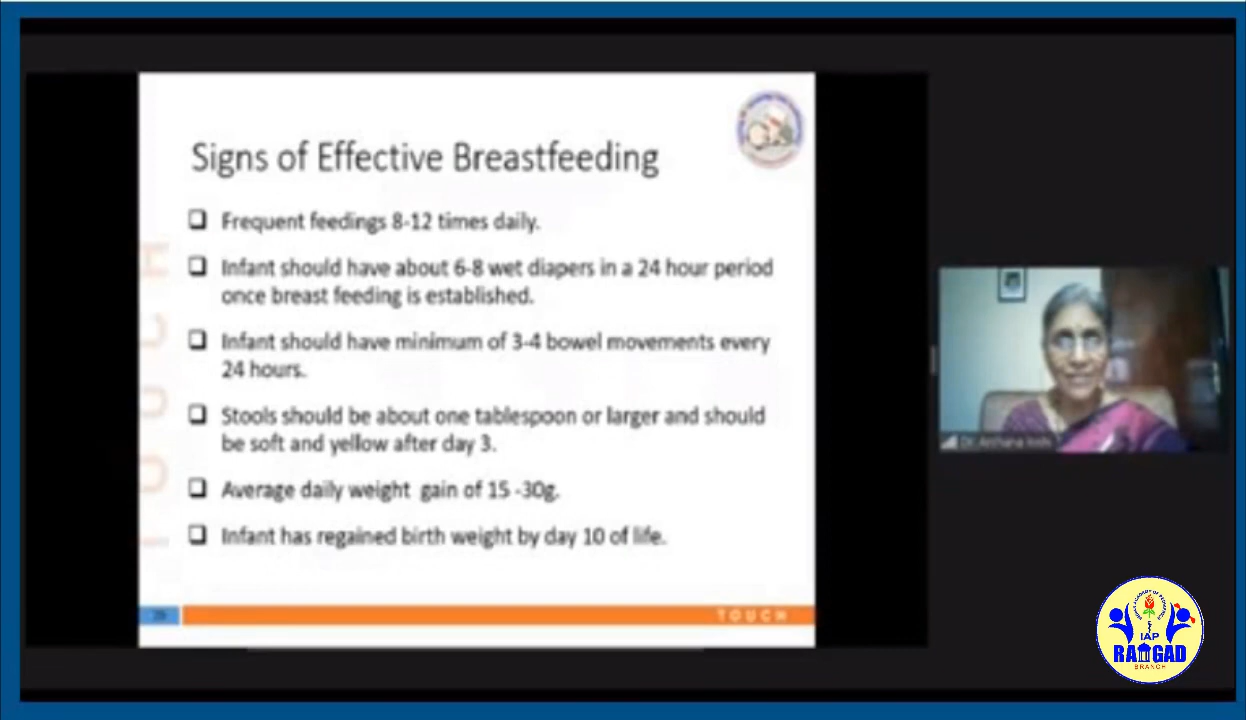 Signs of Effective Breastfeeding
❑ Frequent feedings 8-12 times daily.
❑ Infant should have about 6-8 wet diapers in a 24 hour period
once breast feeding is established.
❑ Infant should have minimum of 3-4 bowel movements every
24 hours.
❑ Stools should be about one tablespoon or larger and should
be soft and yellow after day 3.
❑ Average daily weight gain of 15 -30g.
❑ Infant has regained birth weight by day 10 of life.
TOUCH
TOUCH
Dr. Archana
IAP
RAIGAD
BRANCH